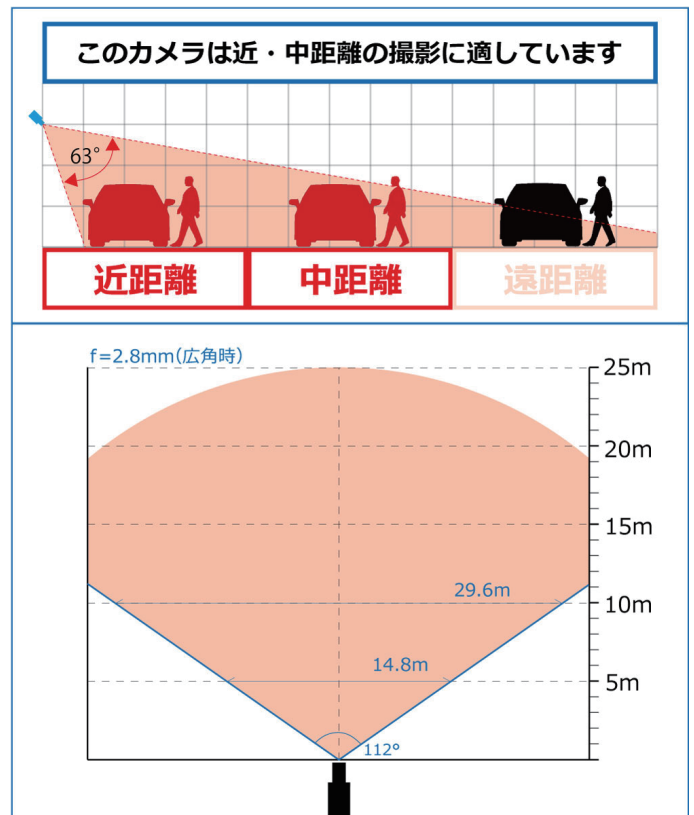 このカメラは近・中距離の撮影に適しています
63°
近距離
中距離
遠距離
f=2.8mm(広角時)
25m
20m
15m
29.6m
10m
14.8m
5m
112°